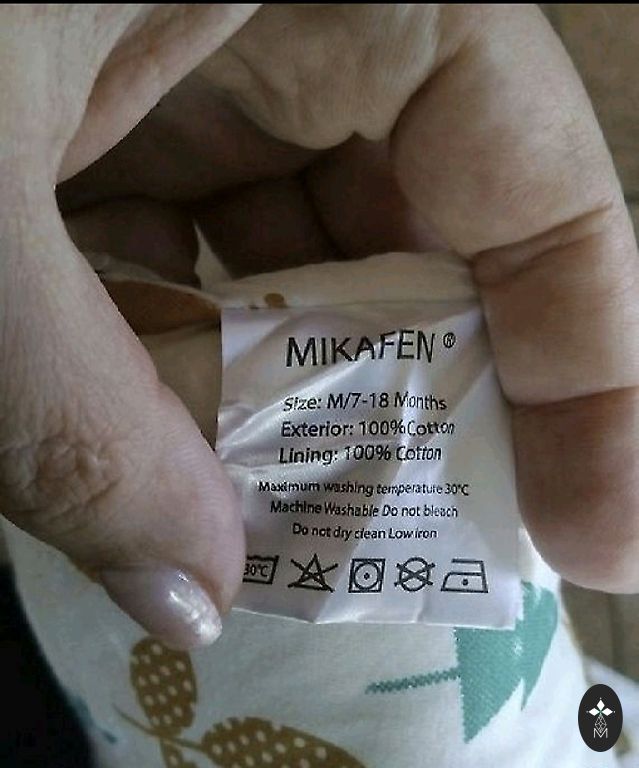 MIKAFEN®
Size: M/7-18 Months
Exterior: 100%Cotton
Lining: 100% Cotton
Maximum washing temperature 30°C
Machine Washable Do not bleach
Do not dry clean Low iron
30°C
M